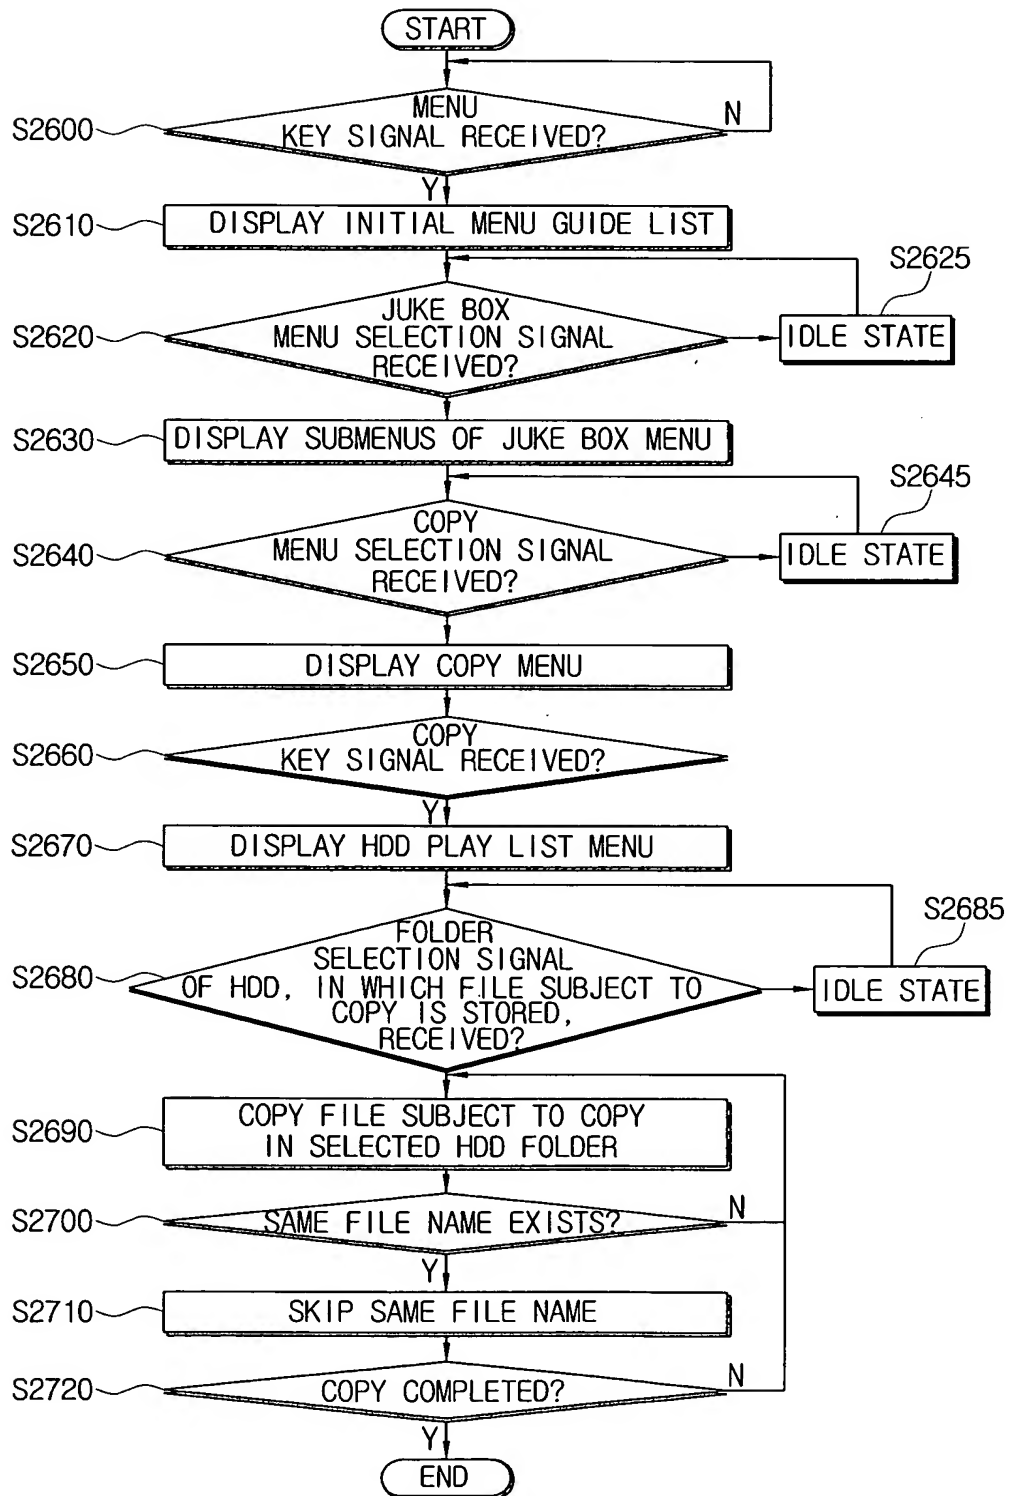 START
MENU
KEY SIGNAL RECEIVED?
N
S2600
Y
S2610
DISPLAY INITIAL MENU GUIDE LIST
S2625
JUKE BOX
MENU SELECTION SIGNAL
RECEIVED?
S2620
IDLE STATE
S2630
DISPLAY SUBMENUS OF JUKE BOX MENU
S2645
COPY
MENU SELECTION SIGNAL
RECEIVED?
S2640
IDLE STATE
S2650
DISPLAY COPY MENU
COPY
KEY SIGNAL RECEIVED?
S2660
Y
S2670
DISPLAY HDD PLAY LIST MENU
S2685
FOLDER
SELECTION SIGNAL
OF HDD, IN WHICH FILE SUBJECT TO
COPY IS STORED,
RECEIVED?
S2680
IDLE STATE
S2690
COPY FILE SUBJECT TO COPY
IN SELECTED HDD FOLDER
S2700
SAME FILE NAME EXISTS?
N
Y
S2710
SKIP SAME FILE NAME
S2720
COPY COMPLETED?
N
Y
END